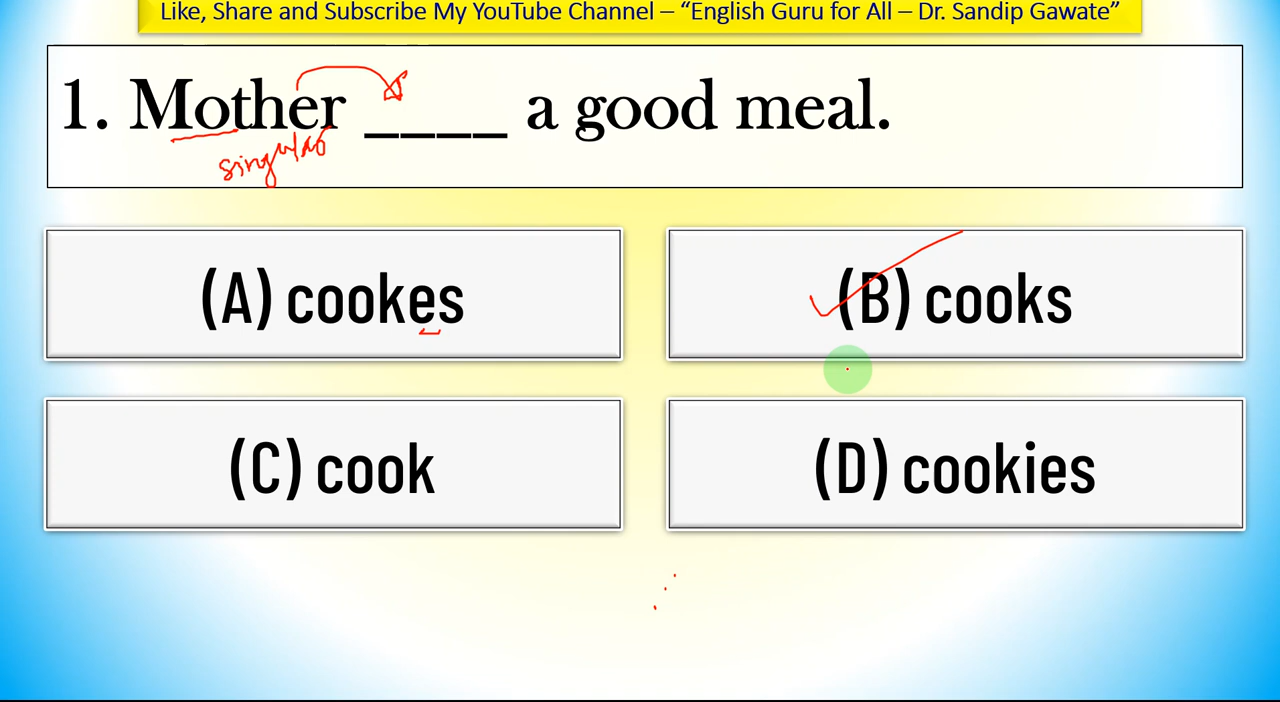 Like, Share and Subscribe My YouTube Channel – “English Guru for All – Dr. Sandip Gawate”
1. Mother ____ a good meal.
singular
(A) cookes
(B) cooks
(C) cook
(D) cookies